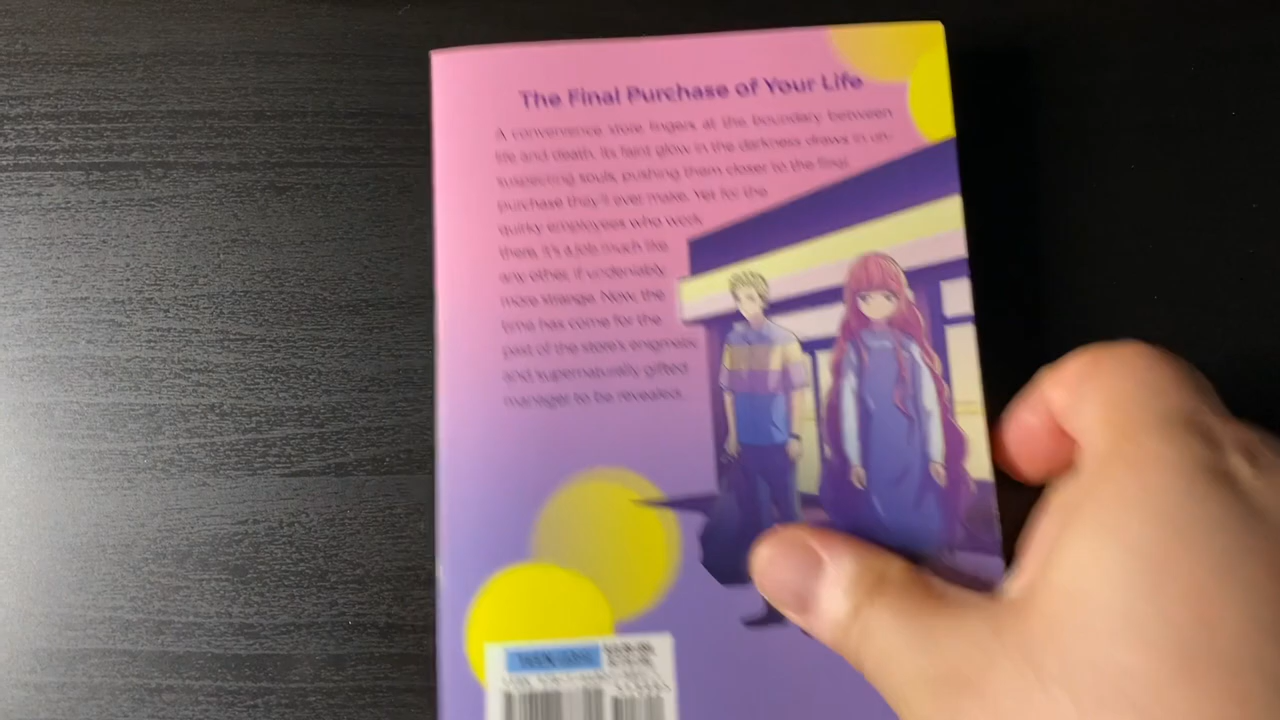 The Final Purchase of Your Life
A convenience store lingers at the boundary between
life and death. Its faint glow in the darkness draws in un-
suspecting souls, pushing them closer to the final
purchase they'll ever make. Yet for the
quirky employees who work
there, it's a job much like
any other, if undeniably
more strange. Now, the
time has come for the
past of the store's enigmatic
and supernaturally gifted
manager to be revealed.